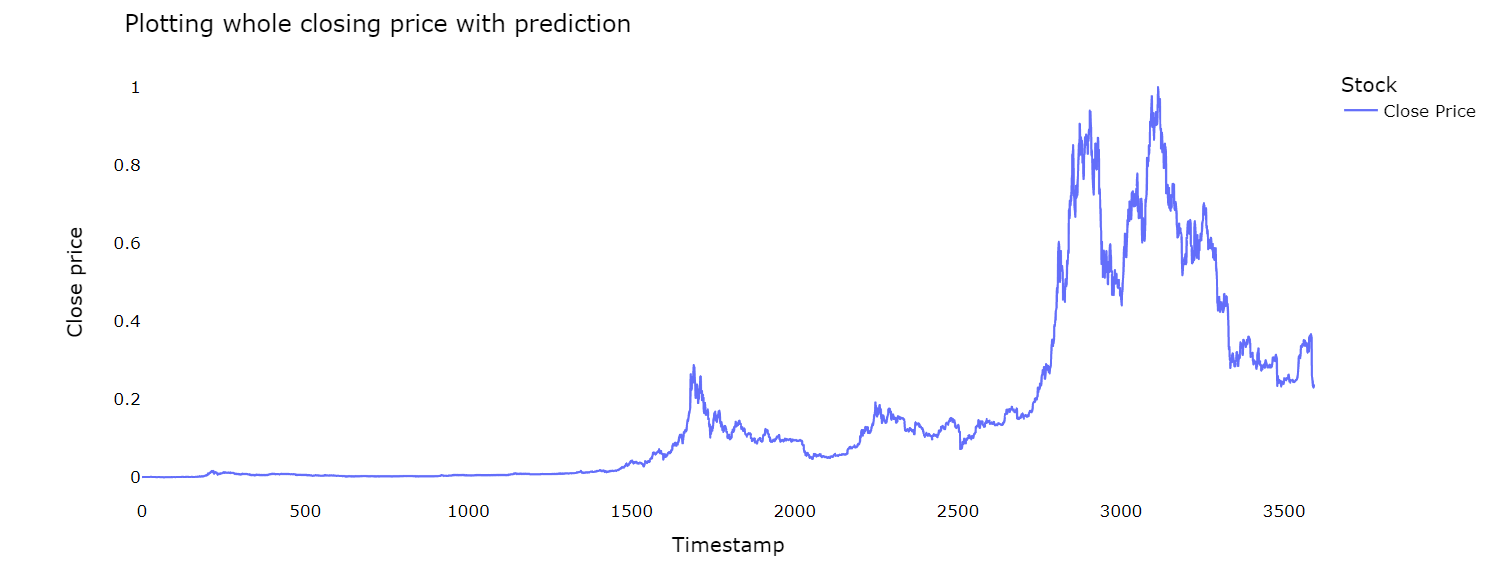 Plotting whole closing price with prediction
Stock
Close Price
Close price
1
0.8
0.6
0.4
0.2
0
0
500
1000
1500
2000
2500
3000
3500
Timestamp